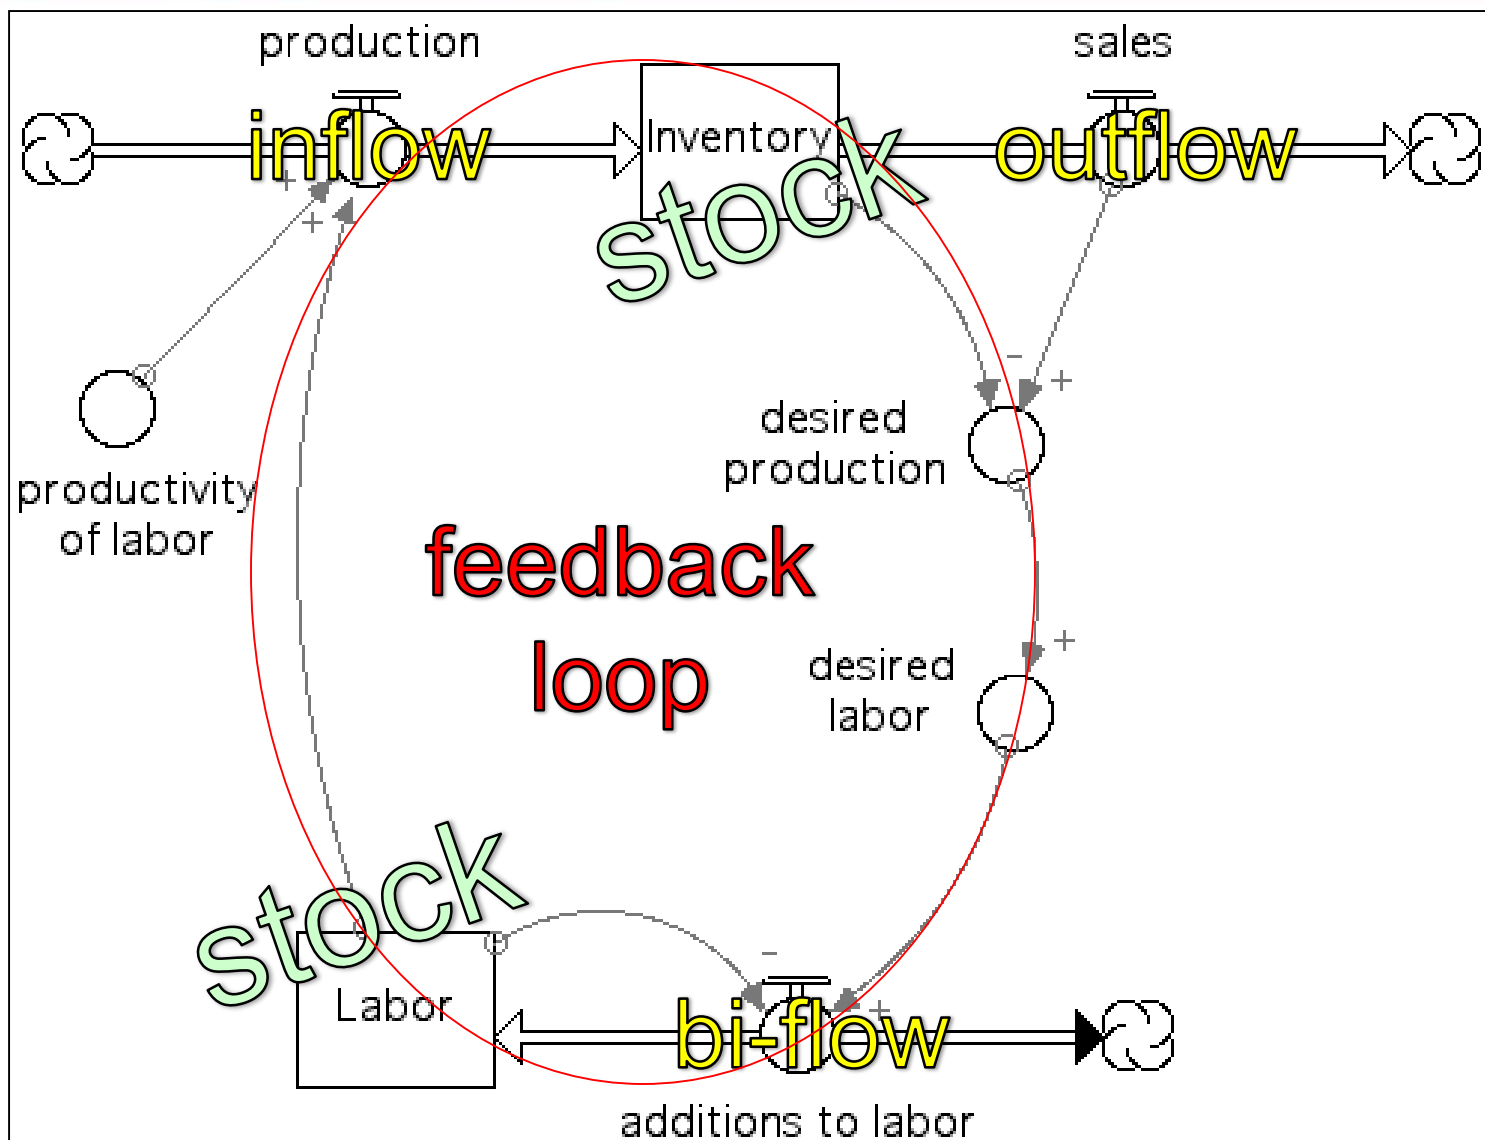 production
sales
inflow
Inventory
outflow
stock
+
+
-
+
desired
production
productivity
of labor
feedback
loop
+
desired
labor
stock
-
Labor
+
bi-flow
additions to labor